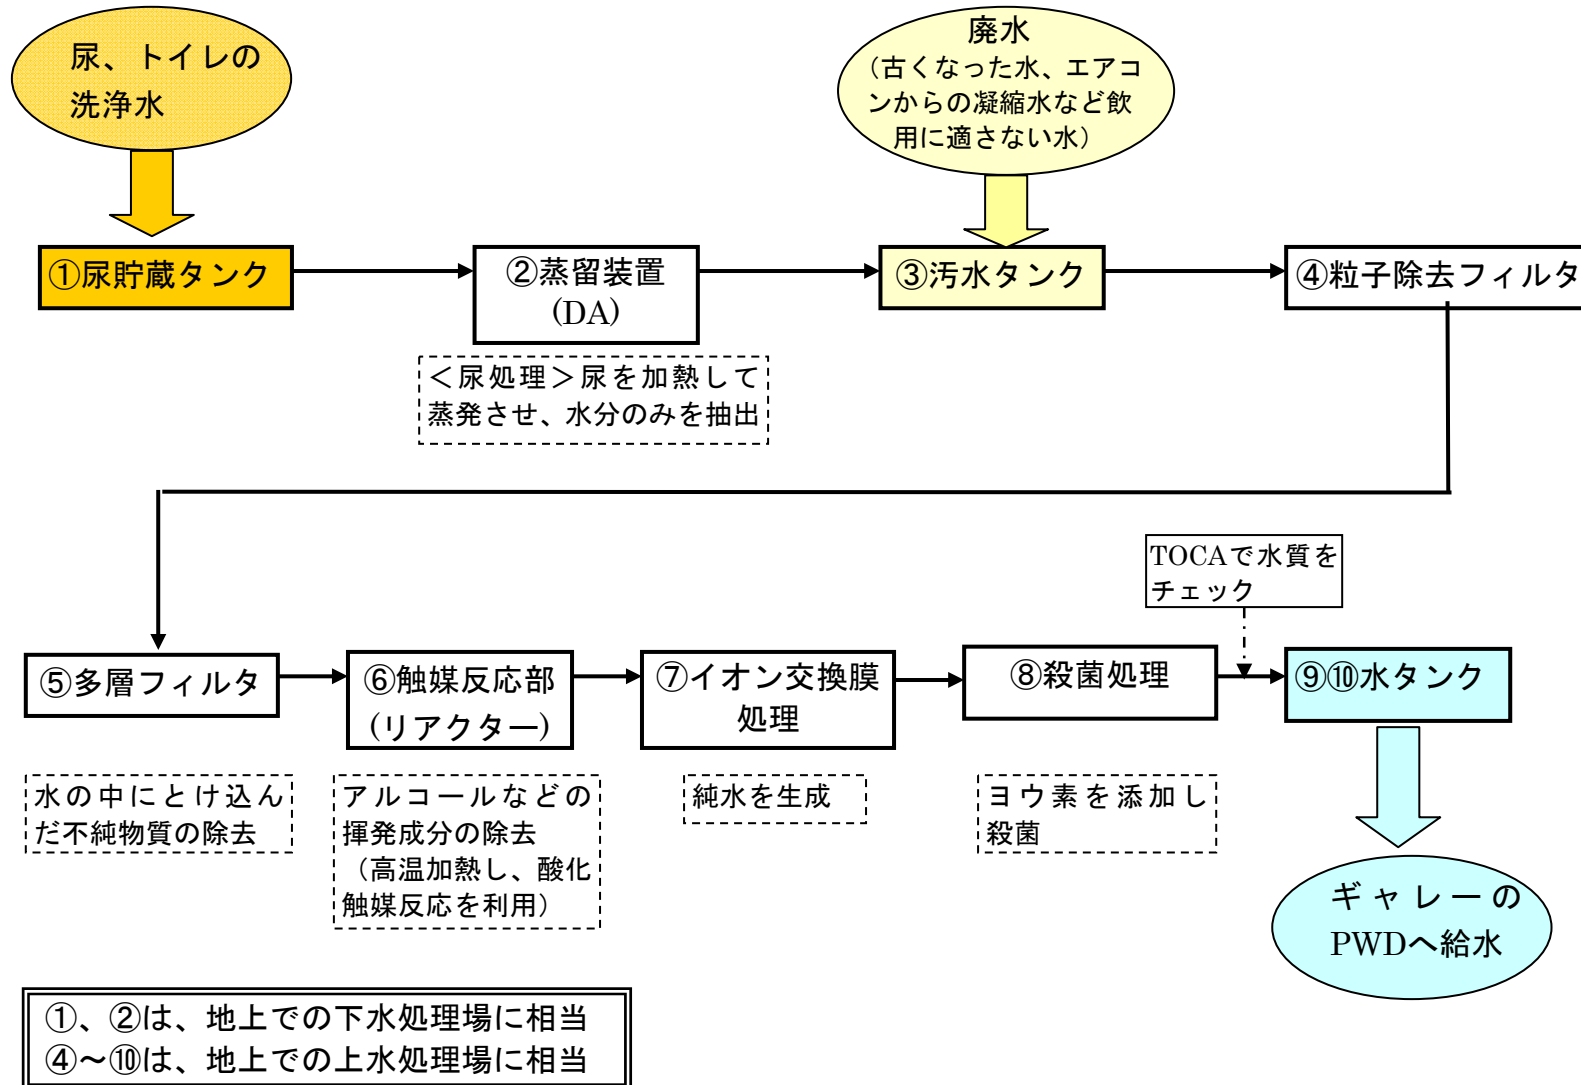 尿、トイレの
洗浄水
廃水
（古くなった水、エアコ
ンからの凝縮水など飲
用に適さない水）
①尿貯蔵タンク
②蒸留装置
(DA)
③汚水タンク
④粒子除去フィルタ
＜尿処理＞尿を加熱して
蒸発させ、水分のみを抽出
TOCAで水質を
チェック
⑤多層フィルタ
⑥触媒反応部
(リアクター)
⑦イオン交換膜
処理
⑧殺菌処理
⑨⑩水タンク
水の中にとけ込ん
だ不純物質の除去
アルコールなどの
揮発成分の除去
（高温加熱し、酸化
触媒反応を利用）
純水を生成
ヨウ素を添加し
殺菌
ギャレーの
PWDへ給水
①、②は、地上での下水処理場に相当
④～⑩は、地上での上水処理場に相当